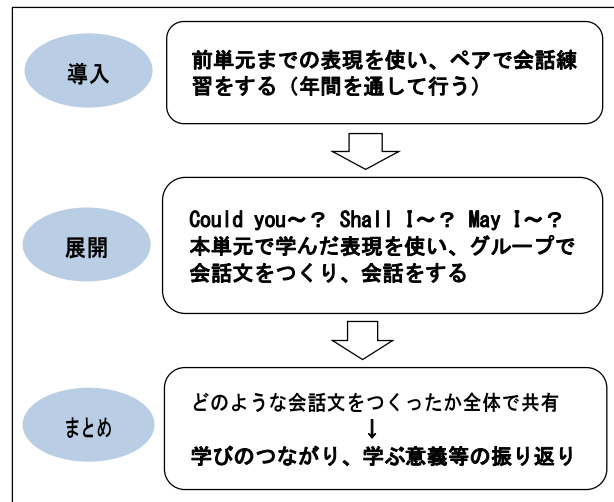 導入
前単元までの表現を使い、ペアで会話練
習をする（年間を通して行う）
展開
Could you～？ Shall I～？ May I～？
本単元で学んだ表現を使い、グループで
会話文をつくり、会話をする
まとめ
どのような会話文をつくったか全体で共有
↓
学びのつながり、学ぶ意義等の振り返り